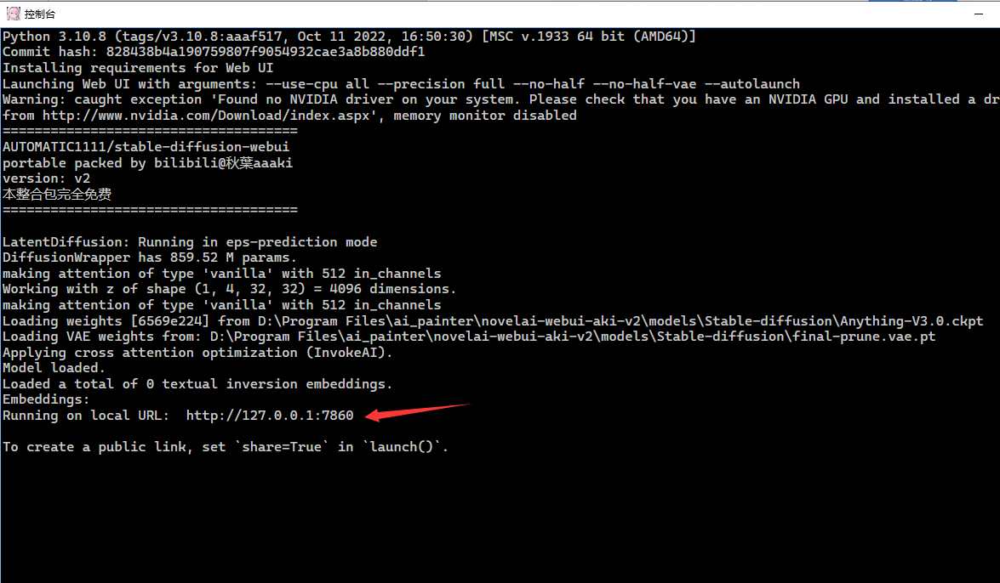 控制台
Python 3.10.8 (tags/v3.10.8:aaaf517, Oct 11 2022, 16:50:30) [MSC v.1933 64 bit (AMD64)]
Commit hash: 828438b4a190759807f9054932cae3a8b880ddf1
Installing requirements for Web UI
Launching Web UI with arguments: --use-cpu all --precision full --no-half --no-half-vae --autolaunch
Warning: caught exception 'Found no NVIDIA driver on your system. Please check that you have an NVIDIA GPU and installed a dr
from http://www.nvidia.com/Download/index.aspx', memory monitor disabled
=====================================
AUTOMATIC1111/stable-diffusion-webui
portable packed by bilibili@秋葉aaaki
version: v2
本整合包完全免费
=====================================
LatentDiffusion: Running in eps-prediction mode
DiffusionWrapper has 859.52 M params.
making attention of type 'vanilla' with 512 in_channels
Working with z of shape (1, 4, 32, 32) = 4096 dimensions.
making attention of type 'vanilla' with 512 in_channels
Loading weights [6569e224] from D:\Program Files\ai_painter\novelai-webui-aki-v2\models\Stable-diffusion\Anything-V3.0.ckpt
Loading VAE weights from: D:\Program Files\ai_painter\novelai-webui-aki-v2\models\Stable-diffusion\final-prune.vae.pt
Applying cross attention optimization (InvokeAI).
Model loaded.
Loaded a total of 0 textual inversion embeddings.
Embeddings:
Running on local URL:  http://127.0.0.1:7860
To create a public link, set `share=True` in `launch()`.